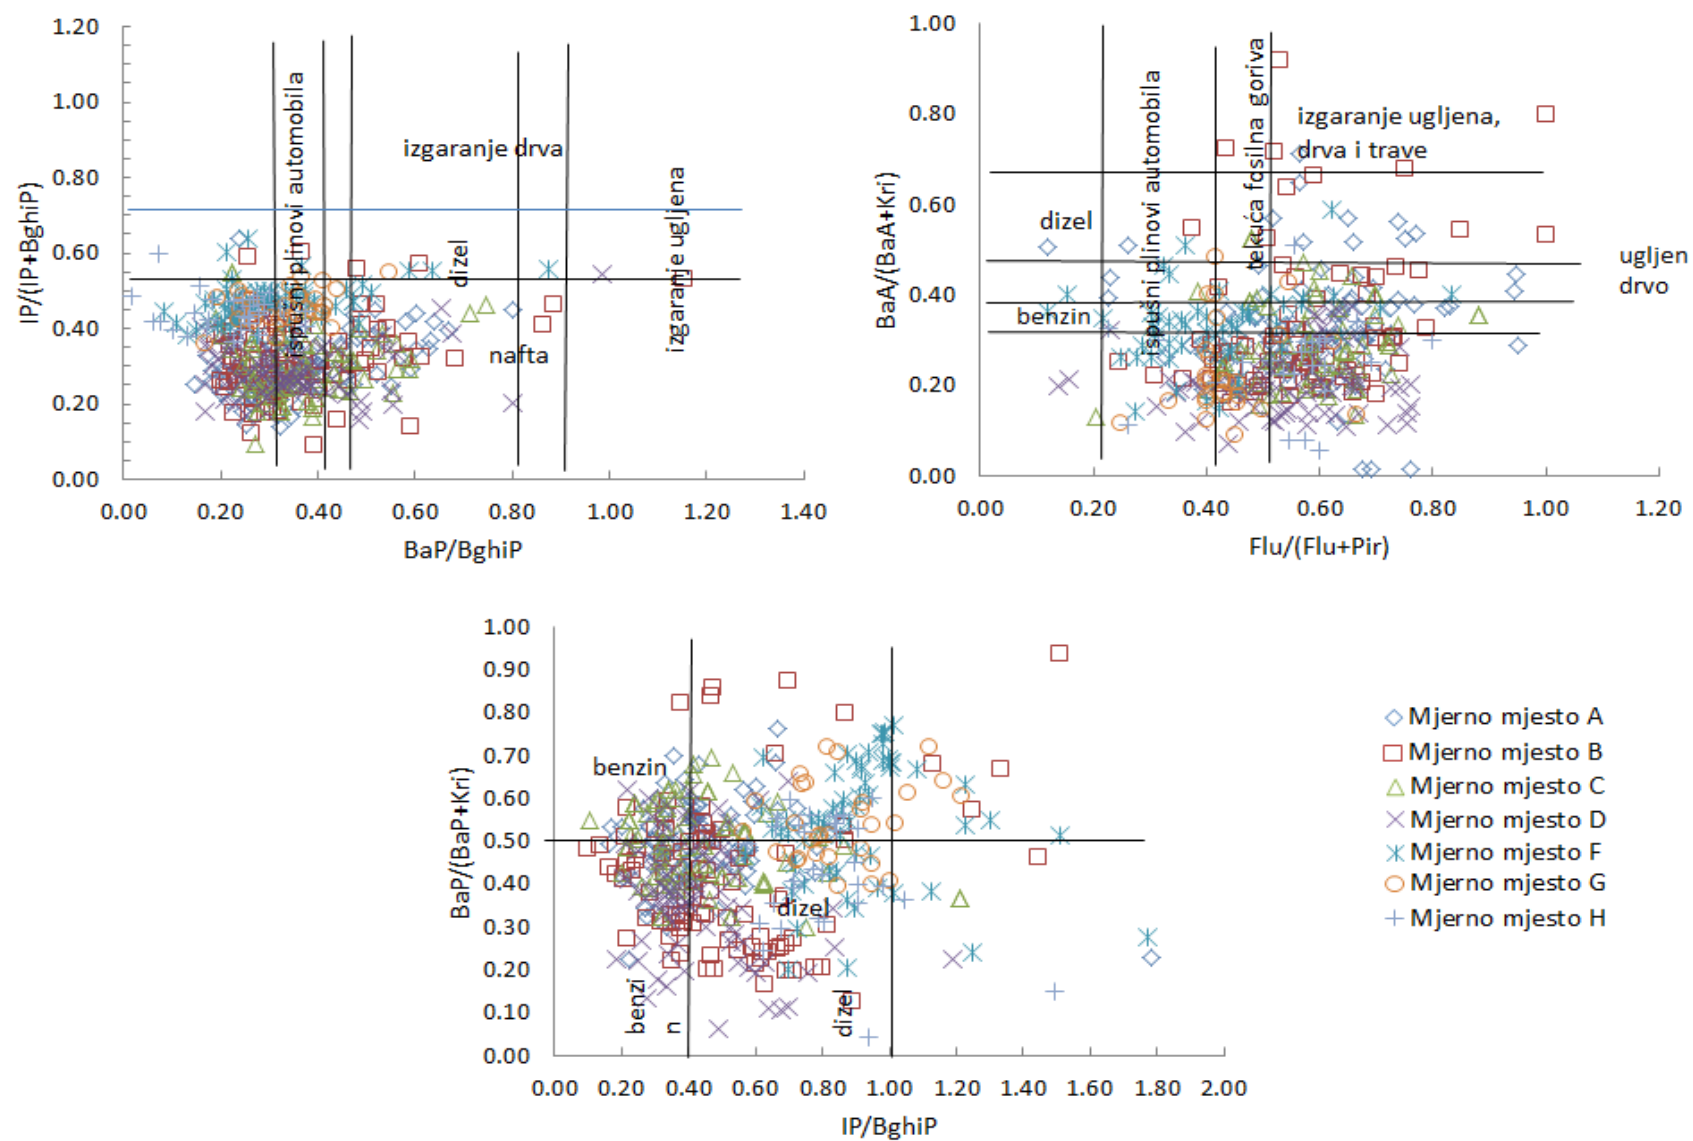 1.20
1.00
0.80
0.60
0.40
0.20
0.00
IP/(IP+BghiP)
ispušni plinovi automobila
izgaranje drva
dizel
nafta
izgaranje ugljena
0.00 0.20 0.40 0.60 0.80 1.00 1.20 1.40
BaP/BghiP
1.00
0.80
0.60
0.40
0.20
0.00
BaA/(BaA+Kri)
dizel
benzin
ispušni plinovi automobila
tekuća fosilna goriva
izgaranje ugljena,
drva i trave
ugljen
drvo
0.00 0.20 0.40 0.60 0.80 1.00 1.20
Flu/(Flu+Pir)
1.00
0.90
0.80
0.70
0.60
0.50
0.40
0.30
0.20
0.10
0.00
BaP/(BaP+Kri)
benzin
dizel
benzi
n
dizel
0.00 0.20 0.40 0.60 0.80 1.00 1.20 1.40 1.60 1.80 2.00
IP/BghiP
Mjerno mjesto A
Mjerno mjesto B
Mjerno mjesto C
Mjerno mjesto D
Mjerno mjesto F
Mjerno mjesto G
Mjerno mjesto H